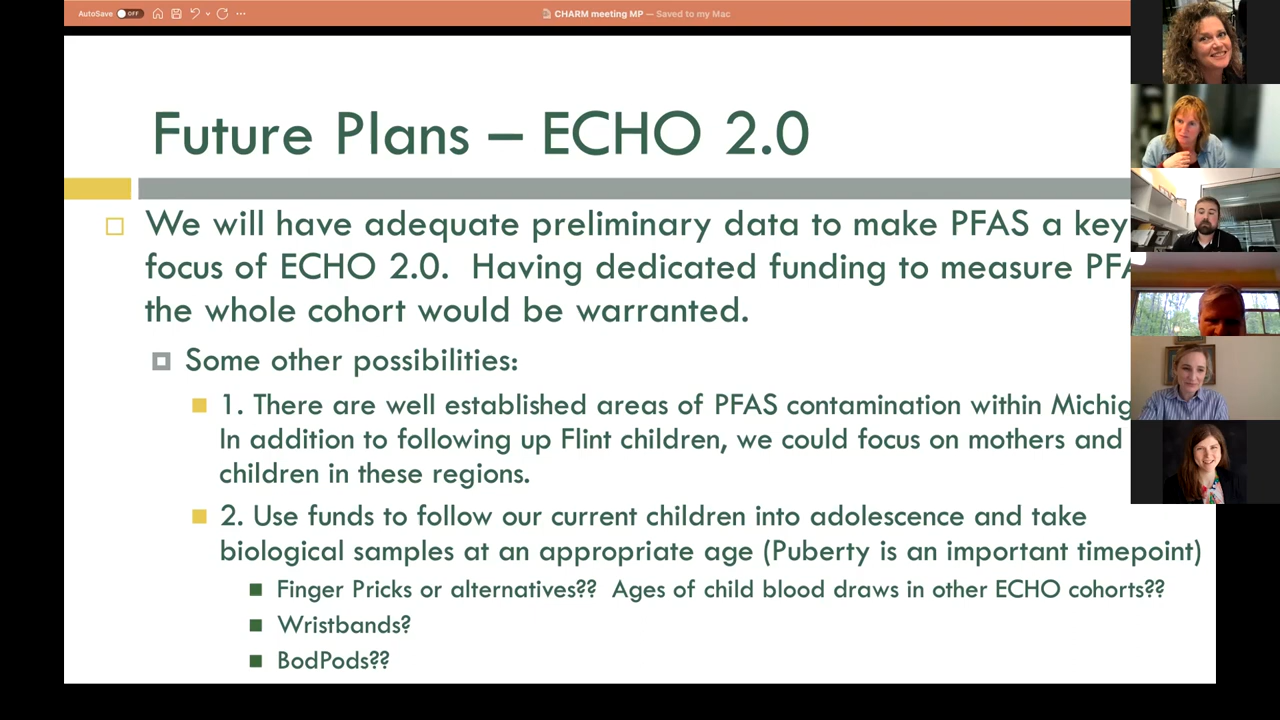 AutoSave OFF
CHARM meeting MP — Saved to my Mac
Future Plans – ECHO 2.0
We will have adequate preliminary data to make PFAS a key
focus of ECHO 2.0. Having dedicated funding to measure
the whole cohort would be warranted.
Some other possibilities:
1. There are well established areas of PFAS contamination within
In addition to following up Flint children, we could focus on mothers and
children in these regions.
2. Use funds to follow our current children into adolescence and take
biological samples at an appropriate age (Puberty is an important timepoint)
Finger Pricks or alternatives?? Ages of child blood draws in other ECHO cohorts??
Wristbands?
BodPods??